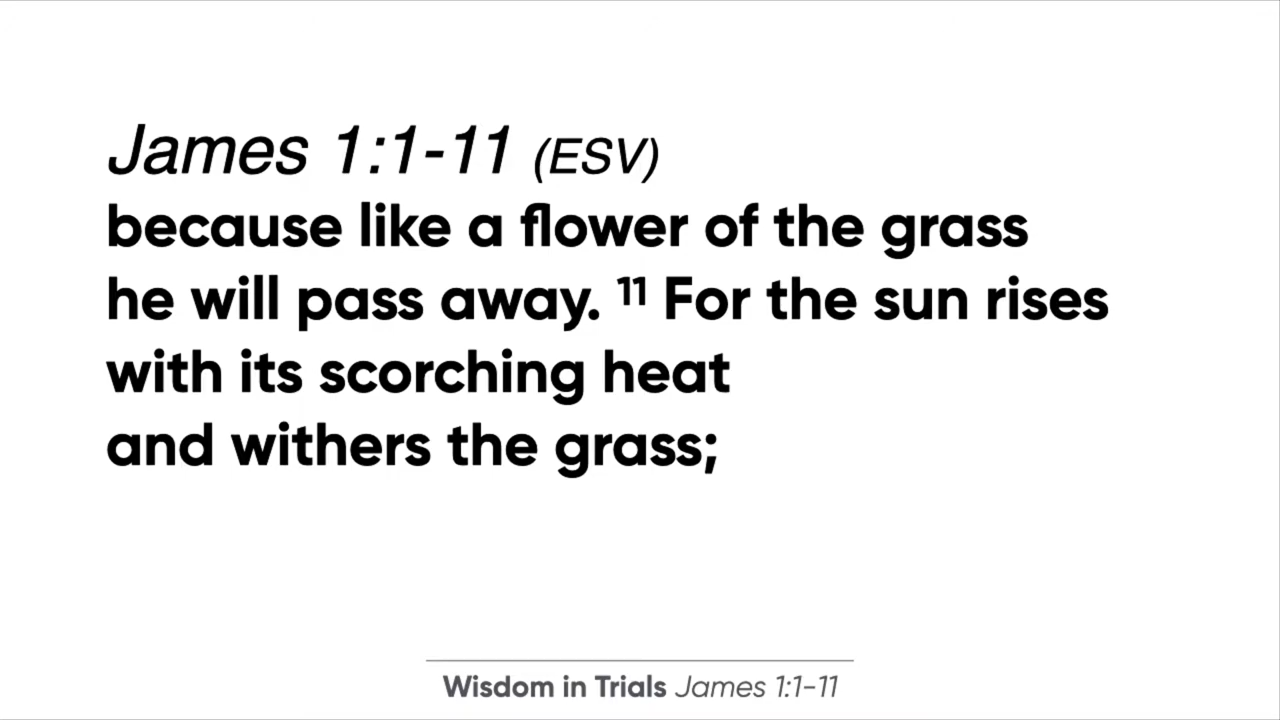 James 1:1-11 (ESV)
because like a flower of the grass
he will pass away. ¹¹ For the sun rises
with its scorching heat
and withers the grass;
Wisdom in Trials James 1:1-11